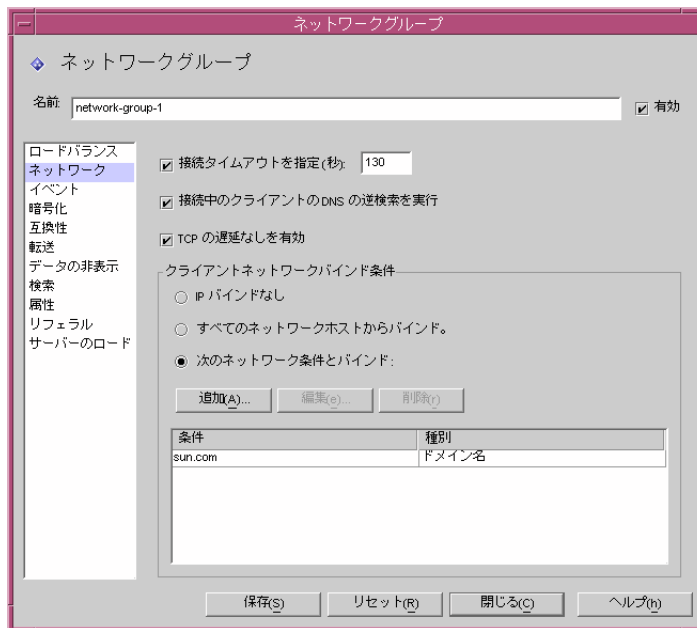 ネットワークグループ
ネットワークグループ
名前: network-group-1 有効
ロードバランス
ネットワーク
イベント
暗号化
互換性
転送
データの非表示
検索
属性
リフェラル
サーバーのロード
接続タイムアウトを指定(秒): 130
接続中のクライアントのDNS の逆検索を実行
TCP の遅延なしを有効
クライアントネットワークバインド条件
IP バインドなし
すべてのネットワークホストからバインド。
次のネットワーク条件とバインド:
追加(A)... 編集(e)... 削除(r)
条件 種別
sun.com ドメイン名
保存(S) リセット(R) 閉じる(C) ヘルプ(h)